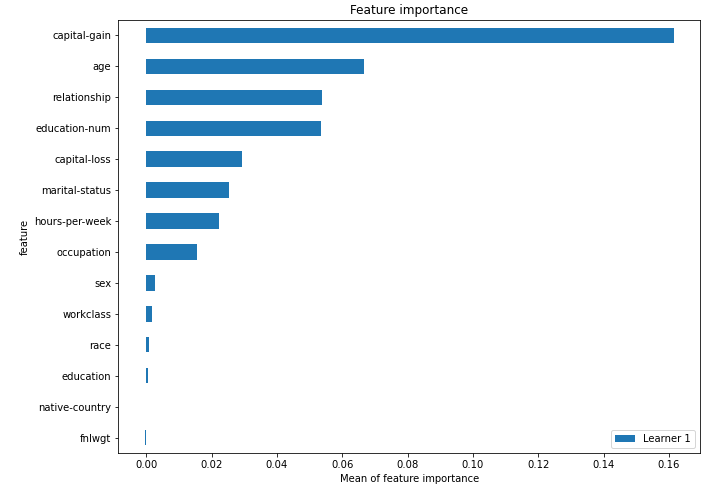 Feature importance
capital-gain
age
relationship
education-num
capital-loss
marital-status
hours-per-week
occupation
sex
workclass
race
education
native-country
fnlwgt
feature
Learner 1
0.00 0.02 0.04 0.06 0.08 0.10 0.12 0.14 0.16
Mean of feature importance